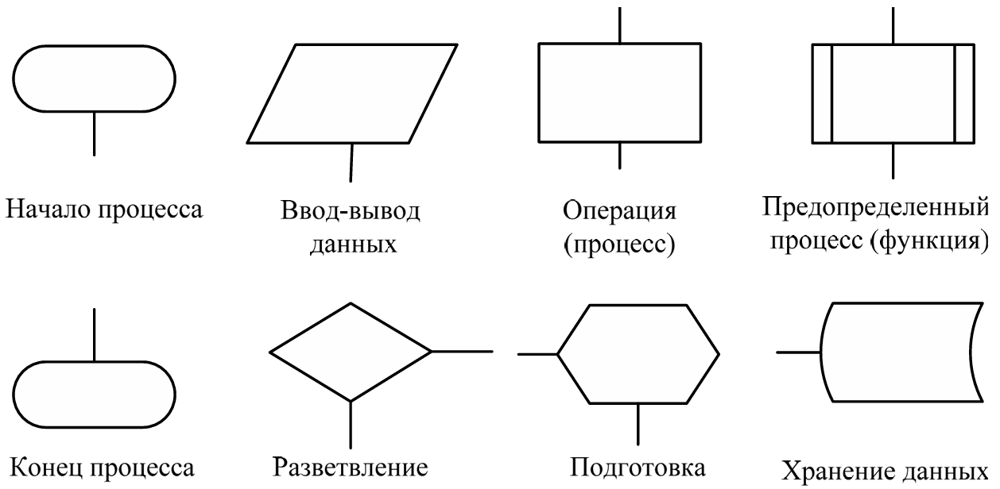 Начало процесса
Ввод-вывод
данных
Операция
(процесс)
Предопределенный
процесс (функция)
Конец процесса
Разветвление
Подготовка
Хранение данных